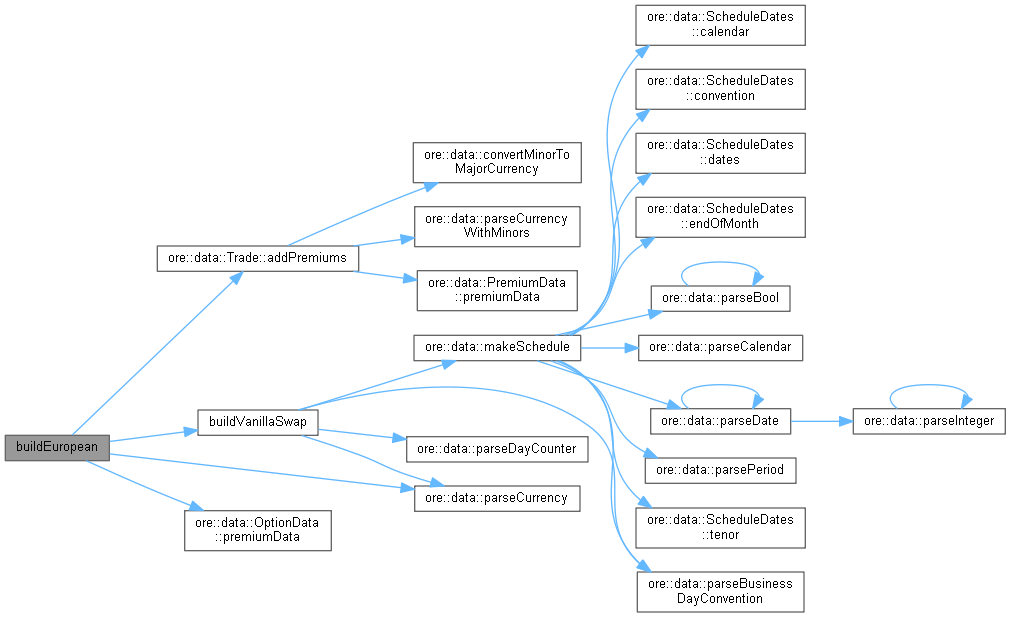 buildEuropean
ore::data::Trade::addPremiums
buildVanillaSwap
ore::data::OptionData
::premiumData
ore::data::convertMinorTo
MajorCurrency
ore::data::parseCurrency
WithMinors
ore::data::PremiumData
::premiumData
ore::data::makeSchedule
ore::data::parseDayCounter
ore::data::parseCurrency
ore::data::ScheduleDates
::calendar
ore::data::ScheduleDates
::convention
ore::data::ScheduleDates
::dates
ore::data::ScheduleDates
::endOfMonth
ore::data::parseBool
ore::data::parseCalendar
ore::data::parseDate
ore::data::parsePeriod
ore::data::ScheduleDates
::tenor
ore::data::parseBusiness
DayConvention
ore::data::parseInteger